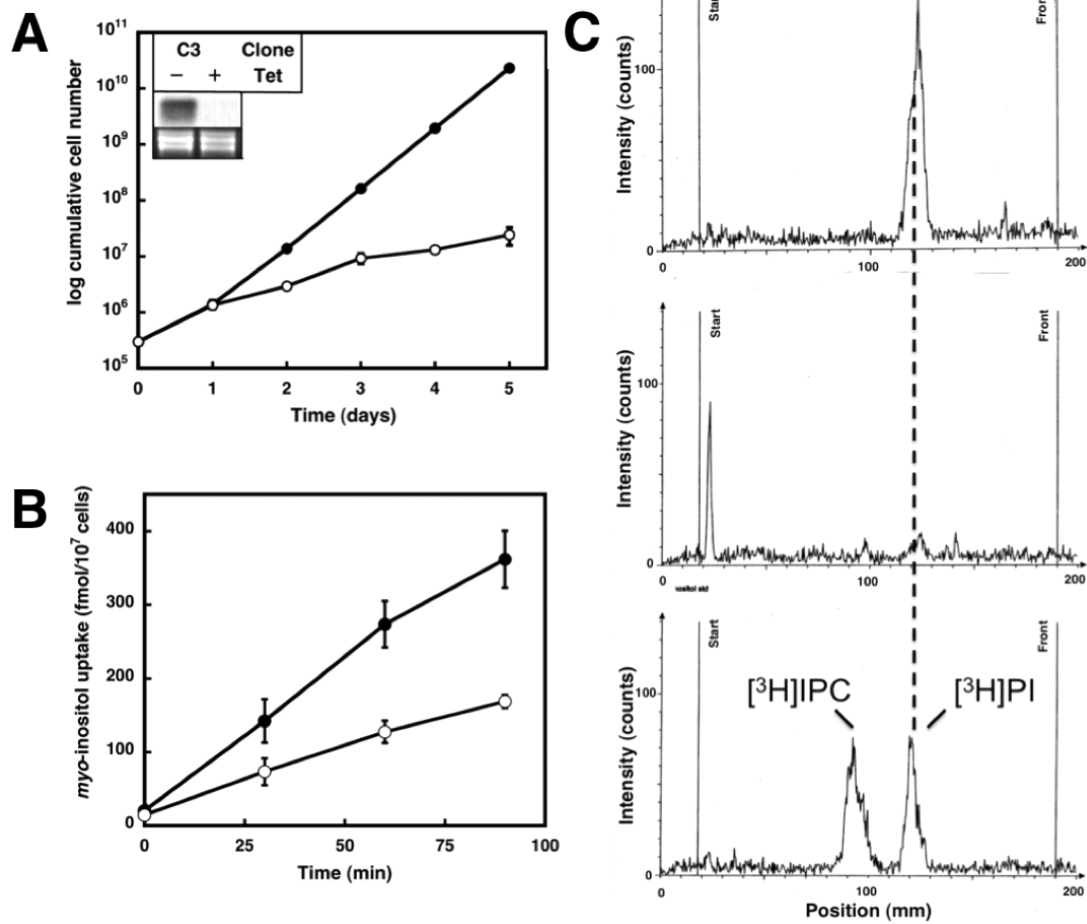 A
log cumulative cell number
10¹¹
10¹⁰
10⁹
10⁸
10⁷
10⁶
10⁵
C3 Clone
− + Tet
0 1 2 3 4 5
Time (days)
B
myo-inositol uptake (fmol/10⁷ cells)
400
300
200
100
0
0 25 50 75 100
Time (min)
C
Intensity (counts)
100
0
0 100 200
Intensity (counts)
Start
Front
100
0
0 100 200
Intensity (counts)
Start
Front
[³H]IPC [³H]PI
100
0
0 100 200
Position (mm)